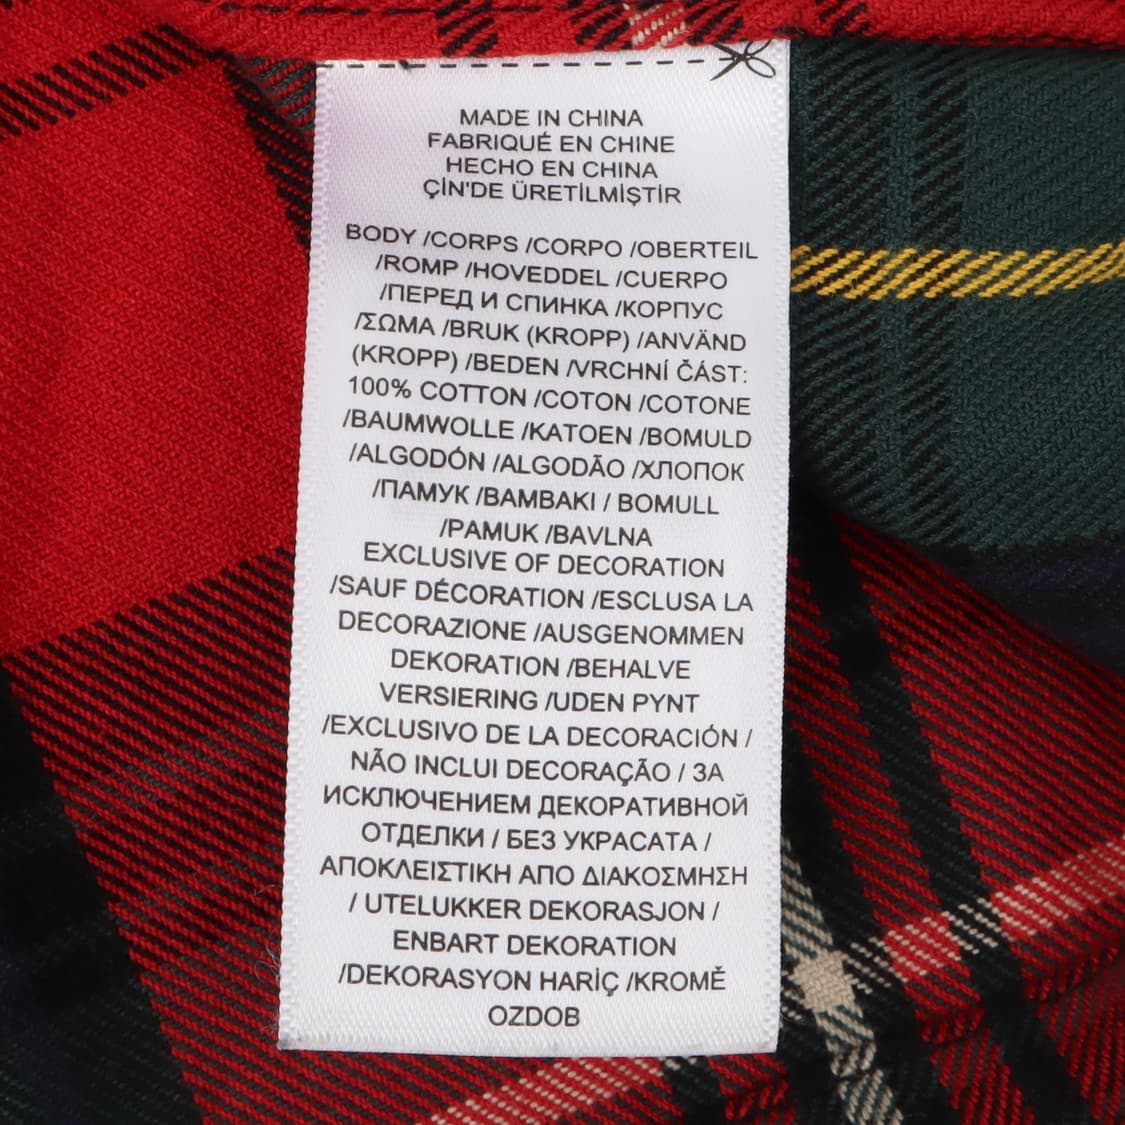 MADE IN CHINA
FABRIQUÉ EN CHINE
HECHO EN CHINA
ÇİN'DE ÜRETİLMİŞTİR
BODY /CORPS /CORPO /OBERTEIL
/ROMP /HOVEDDEL /CUERPO
/ПЕРЕД И СПИНКА /КОРПУС
/ΣΩΜΑ /BRUK (KROPP) /ANVÄND
(KROPP) /BEDEN /VRCHNÍ ČÁST:
100% COTTON /COTON /COTONE
/BAUMWOLLE /KATOEN /BOMULD
/ALGODÓN /ALGODÃO /ХЛОПОК
/ПАМУК /BAMBAKI / BOMULL
/PAMUK /BAVLNA
EXCLUSIVE OF DECORATION
/SAUF DÉCORATION /ESCLUSA LA
DECORAZIONE /AUSGENOMMEN
DEKORATION /BEHALVE
VERSIERING /UDEN PYNT
/EXCLUSIVO DE LA DECORACIÓN /
NÃO INCLUI DECORAÇÃO / ЗА
ИСКЛЮЧЕНИЕМ ДЕКОРАТИВНОЙ
ОТДЕЛКИ / БЕЗ УКРАСАТА /
ΑΠΟΚΛΕΙΣΤΙΚΗ ΑΠΟ ΔΙΑΚΟΣΜΗΣΗ
/ UTELUKKER DEKORASJON /
ENBART DEKORATION
/DEKORASYON HARİÇ /KROMĚ
OZDOB